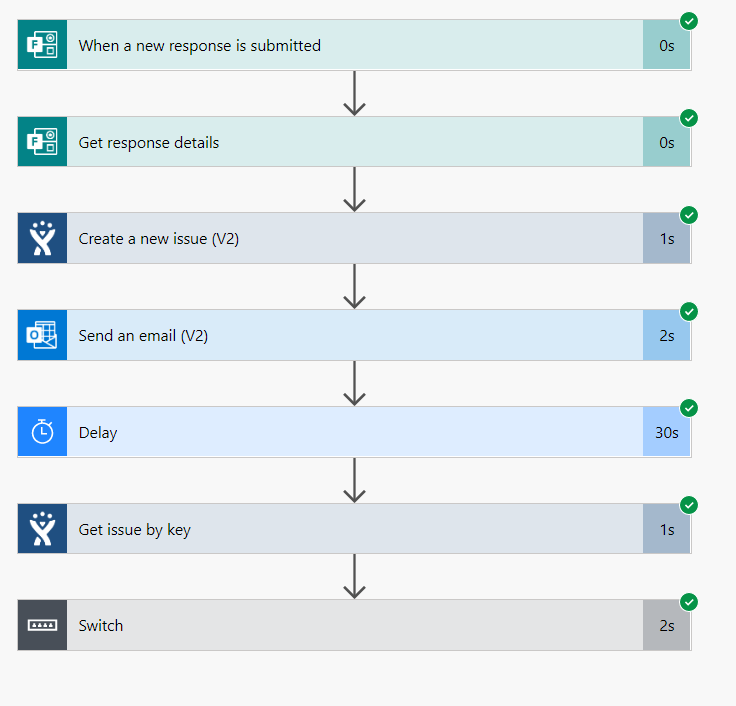 When a new response is submitted 0s
Get response details 0s
Create a new issue (V2) 1s
Send an email (V2) 2s
Delay 30s
Get issue by key 1s
Switch 2s